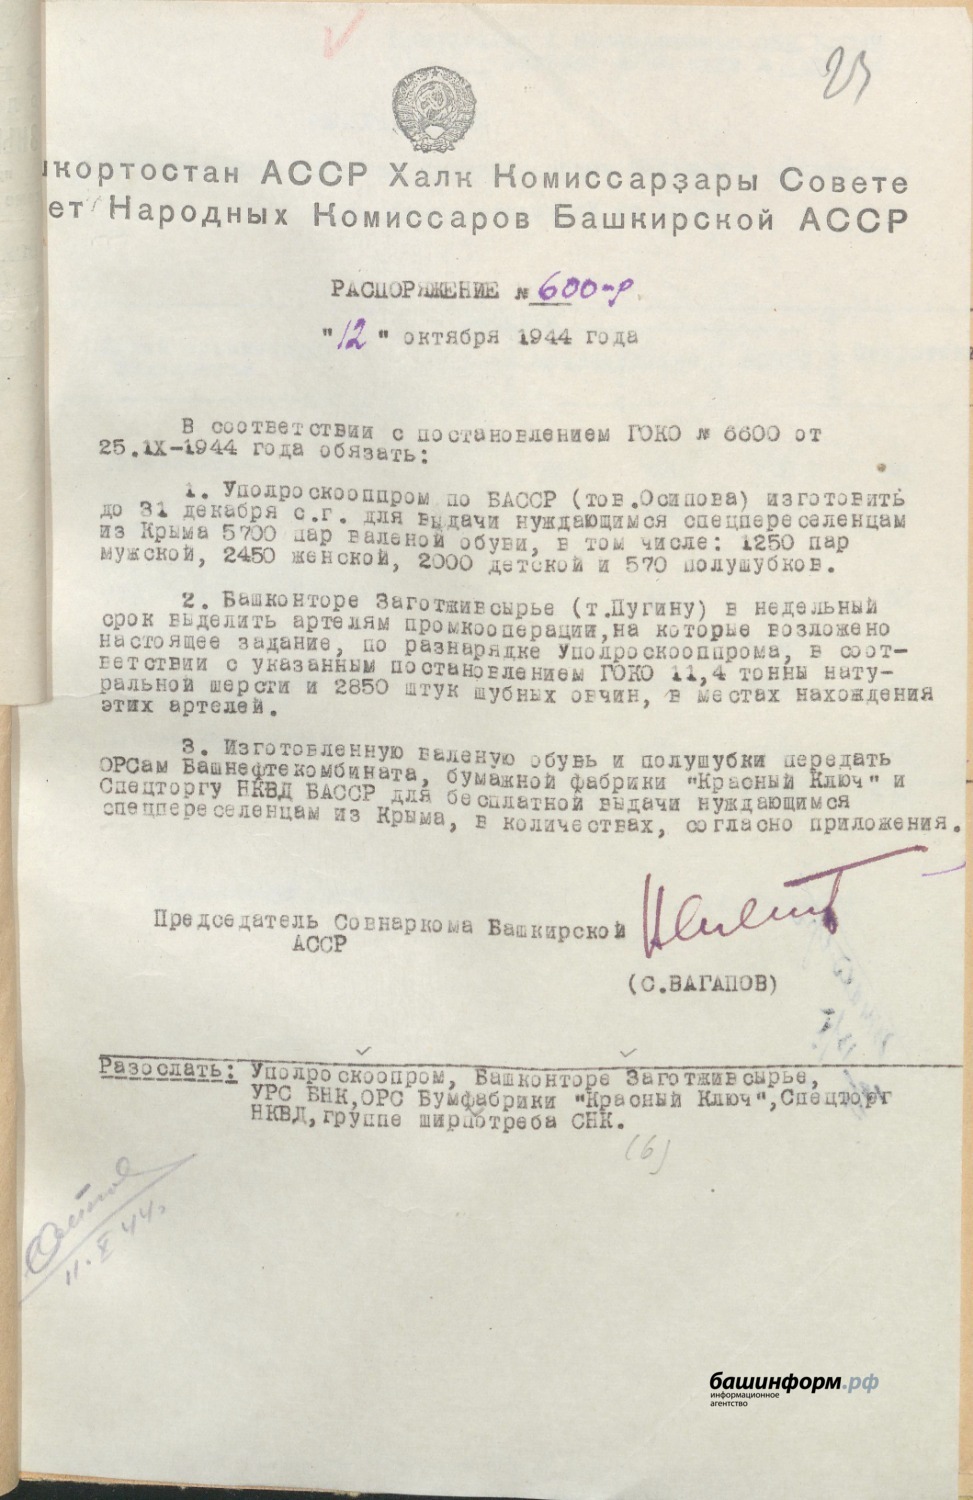 23
шкортостан АССР Халк Комиссарҙары Совете
ет Народных Комиссаров Башкирской АССР
РАСПОРЯЖЕНИЕ № 600-р
"12" октября 1944 года
В соответствии с постановлением ГОКО № 6600 от
25.IX-1944 года обязать:
1. Уполроскооппром по БАССР (тов.Осипова) изготовить
до 31 декабря с.г. для выдачи нуждающимся спецпереселенцам
из Крыма 5700 пар валеной обуви, в том числе: 1250 пар
мужской, 2450 женской, 2000 детской и 570 полушубков.
2. Башконторе Заготживсырье (т.Пугину) в недельный
срок выделить артелям промкооперации,на которые возложено
настоящее задание, по разнарядке Уполроскооппрома, в соот-
ветствии с указанным постановлением ГОКО 11,4 тонны нату-
ральной шерсти и 2850 штук шубных овчин, в местах нахождения
этих артелей.
3. Изготовленную валеную обувь и полушубки передать
ОРСам Башнефтекомбината, бумажной фабрики "Красный Ключ" и
Спецторгу НКВД БАССР для бесплатной выдачи нуждающимся
спецпереселенцам из Крыма, в количествах, согласно приложения.
Председатель Совнаркома Башкирской
АССР
(С.ВАГАПОВ)
Разослать: Уполроскоопром, Башконторе Заготживсырье,
УРС БНК,ОРС Бумфабрики "Красный Ключ",Спецторг
НКВД,группе ширпотреба СНК.
(6)
11.X 44г.
башинформ.рф
информационное
агентство